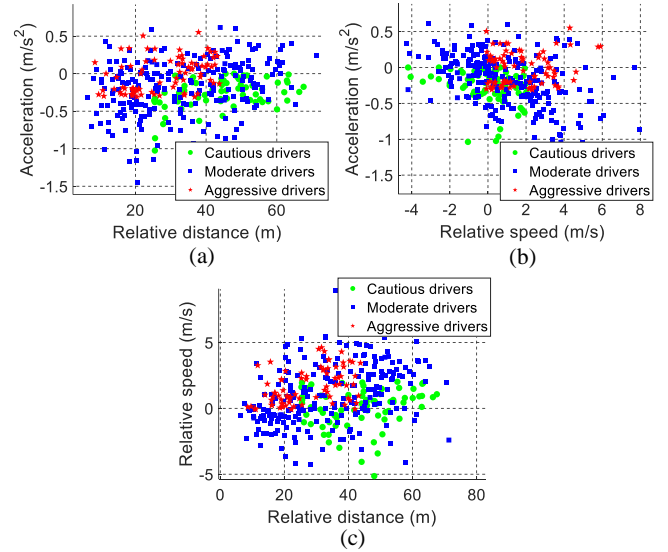 Acceleration (m/s²)
0.5
0
-0.5
-1
-1.5
20
40
60
Relative distance (m)
Cautious drivers
Moderate drivers
Aggressive drivers
(a)
Acceleration (m/s²)
0.5
0
-0.5
-1
-1.5
-4
-2
0
2
4
6
8
Relative speed (m/s)
Cautious drivers
Moderate drivers
Aggressive drivers
(b)
Relative speed (m/s)
5
0
-5
0
20
40
60
80
Relative distance (m)
Cautious drivers
Moderate drivers
Aggressive drivers
(c)